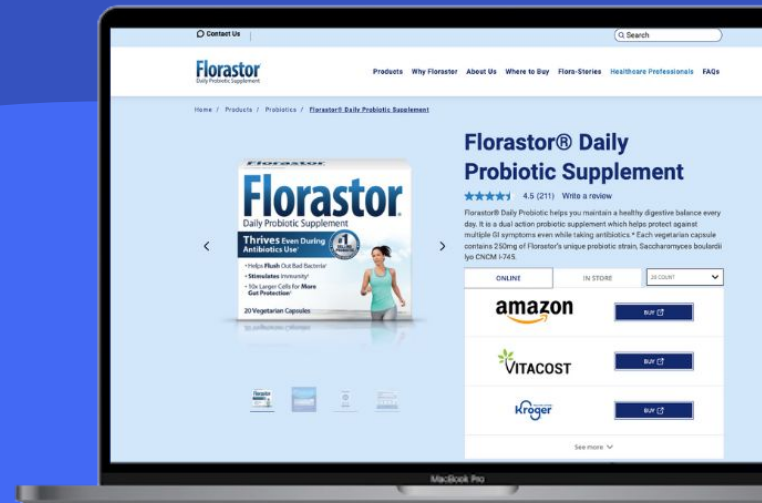 Contact Us
Search
Florastor
Daily Probiotic Supplement
Products Why Florastor About Us Where to Buy Flora-Stories Healthcare Professionals FAQs
Home / Products / Probiotics / Florastor® Daily Probiotic Supplement
Florastor® Daily
Probiotic Supplement
4.5 (211) Write a review
Florastor® Daily Probiotic helps you maintain a healthy digestive balance every
day. It is a dual action probiotic supplement which helps protect against
multiple GI symptoms even while taking antibiotics.* Each vegetarian capsule
contains 250mg of Florastor's unique probiotic strain, Saccharomyces boulardii
lyo CNCM I-745.
Florastor
Florastor
Daily Probiotic Supplement
Thrives Even During
Antibiotics Use
#1
• Helps Flush Out Bad Bacteria
• Stimulates Immunity
• 10x Larger Cells for More
Gut Protection
20 Vegetarian Capsules
ONLINE IN STORE 20 COUNT
amazon BUY
VITACOST BUY
Kroger BUY
See more
Florastor
MacBook Pro